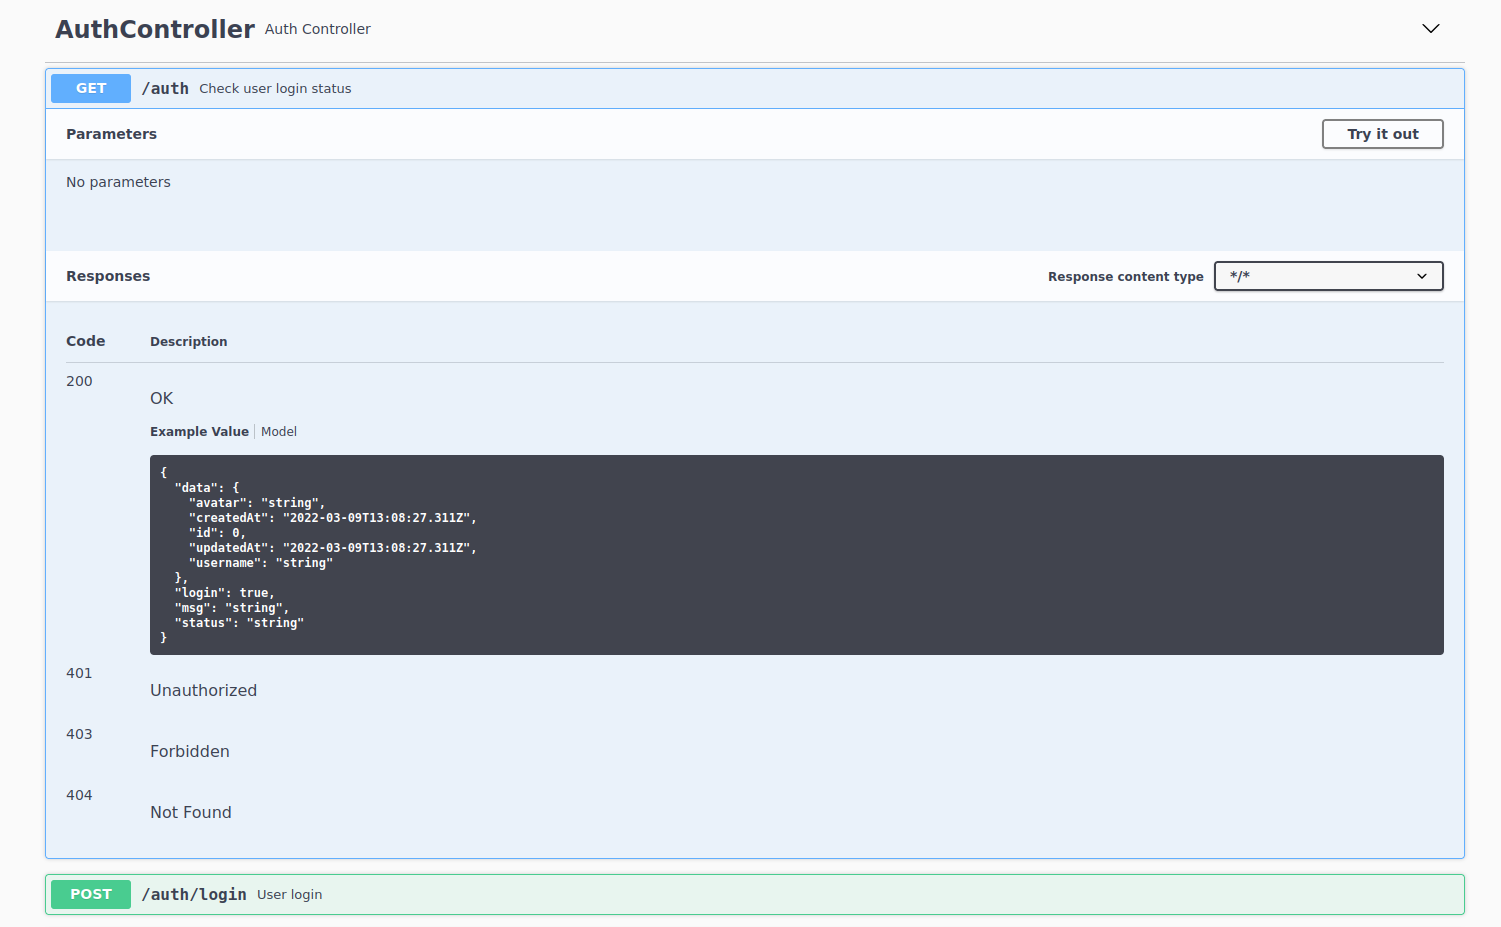 AuthController Auth Controller
GET /auth Check user login status
Parameters Try it out
No parameters
Responses Response content type */*
Code Description
200
OK
Example Value Model
{
  "data": {
    "avatar": "string",
    "createdAt": "2022-03-09T13:08:27.311Z",
    "id": 0,
    "updatedAt": "2022-03-09T13:08:27.311Z",
    "username": "string"
  },
  "login": true,
  "msg": "string",
  "status": "string"
}
401
Unauthorized
403
Forbidden
404
Not Found
POST /auth/login User login